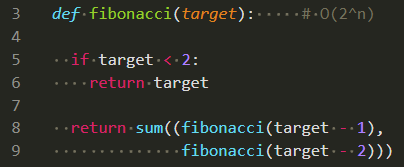 3 def fibonacci(target): # O(2^n)
4
5   if target < 2:
6     return target
7
8   return sum((fibonacci(target - 1),
9               fibonacci(target - 2)))